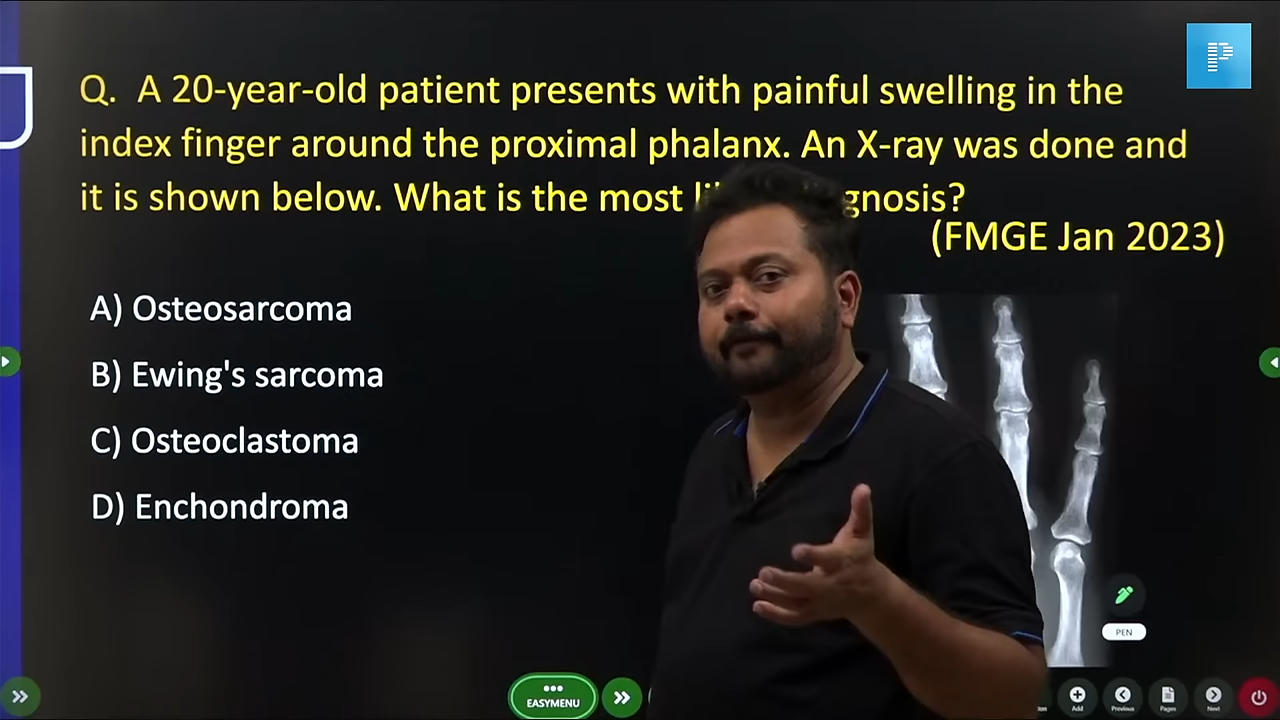 Q. A 20-year-old patient presents with painful swelling in the
index finger around the proximal phalanx. An X-ray was done and
it is shown below. What is the most
(FMGE Jan 2023)
A) Osteosarcoma
B) Ewing's sarcoma
C) Osteoclastoma
D) Enchondroma
P
PEN
EASYMENU
Add
Previous
Pages
Next